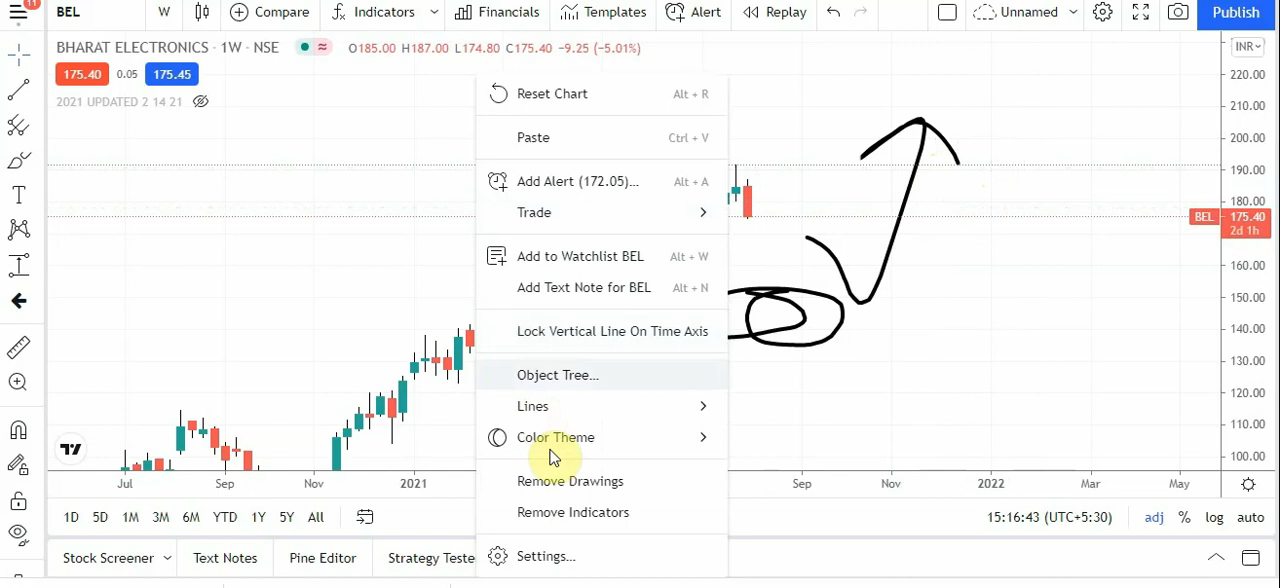 11
BEL
W
Compare
Indicators
Financials
Templates
Alert
Replay
Unnamed
Publish
BHARAT ELECTRONICS · 1W · NSE
≈
O185.00 H187.00 L174.80 C175.40 −9.25 (−5.01%)
INR
175.40
0.05
175.45
2021 UPDATED 2 14 21
Reset Chart Alt + R
Paste Ctrl + V
Add Alert (172.05)... Alt + A
Trade
Add to Watchlist BEL Alt + W
Add Text Note for BEL Alt + N
Lock Vertical Line On Time Axis
Object Tree...
Lines
Color Theme
Remove Drawings
Remove Indicators
Settings...
220.00
210.00
200.00
190.00
180.00
BEL 175.40
2d 1h
160.00
150.00
140.00
130.00
120.00
110.00
100.00
Jul Sep Nov 2021 Sep Nov 2022 Mar May
1D 5D 1M 3M 6M YTD 1Y 5Y All
15:16:43 (UTC+5:30) adj % log auto
Stock Screener Text Notes Pine Editor Strategy Teste